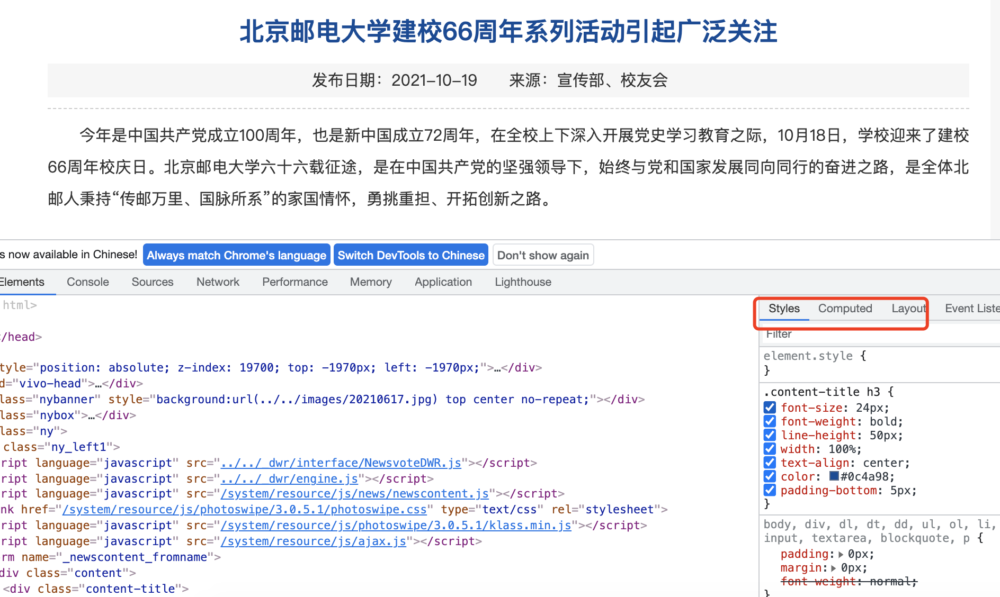 北京邮电大学建校66周年系列活动引起广泛关注
发布日期：2021-10-19 来源：宣传部、校友会
今年是中国共产党成立100周年，也是新中国成立72周年，在全校上下深入开展党史学习教育之际，10月18日，学校迎来了建校
66周年校庆日。北京邮电大学六十六载征途，是在中国共产党的坚强领导下，始终与党和国家发展同向同行的奋进之路，是全体北
邮人秉持“传邮万里、国脉所系”的家国情怀，勇挑重担、开拓创新之路。
s now available in Chinese! Always match Chrome's language Switch DevTools to Chinese Don't show again
Elements Console Sources Network Performance Memory Application Lighthouse
html>
/head>
tyle="position: absolute; z-index: 19700; top: -1970px; left: -1970px;">…</div>
d="vivo-head">…</div>
lass="nybanner" style="background:url(../../images/20210617.jpg) top center no-repeat;"></div>
lass="nybox">…</div>
lass="ny">
class="ny_left1">
ript language="javascript" src="../../_dwr/interface/NewsvoteDWR.js"></script>
ript language="javascript" src="../../_dwr/engine.js"></script>
ript language="javascript" src="/system/resource/js/news/newscontent.js"></script>
nk href="/system/resource/js/photoswipe/3.0.5.1/photoswipe.css" type="text/css" rel="stylesheet">
ript language="javascript" src="/system/resource/js/photoswipe/3.0.5.1/klass.min.js"></script>
ript language="javascript" src="/system/resource/js/ajax.js"></script>
rm name="_newscontent_fromname">
div class="content">
<div class="content-title">
Styles Computed Layout Event Liste
Filter
element.style {
}
.content-title h3 {
font-size: 24px;
font-weight: bold;
line-height: 50px;
width: 100%;
text-align: center;
color: #0c4a98;
padding-bottom: 5px;
}
body, div, dl, dt, dd, ul, ol, li,
input, textarea, blockquote, p {
padding: 0px;
margin: 0px;
font-weight: normal;
}